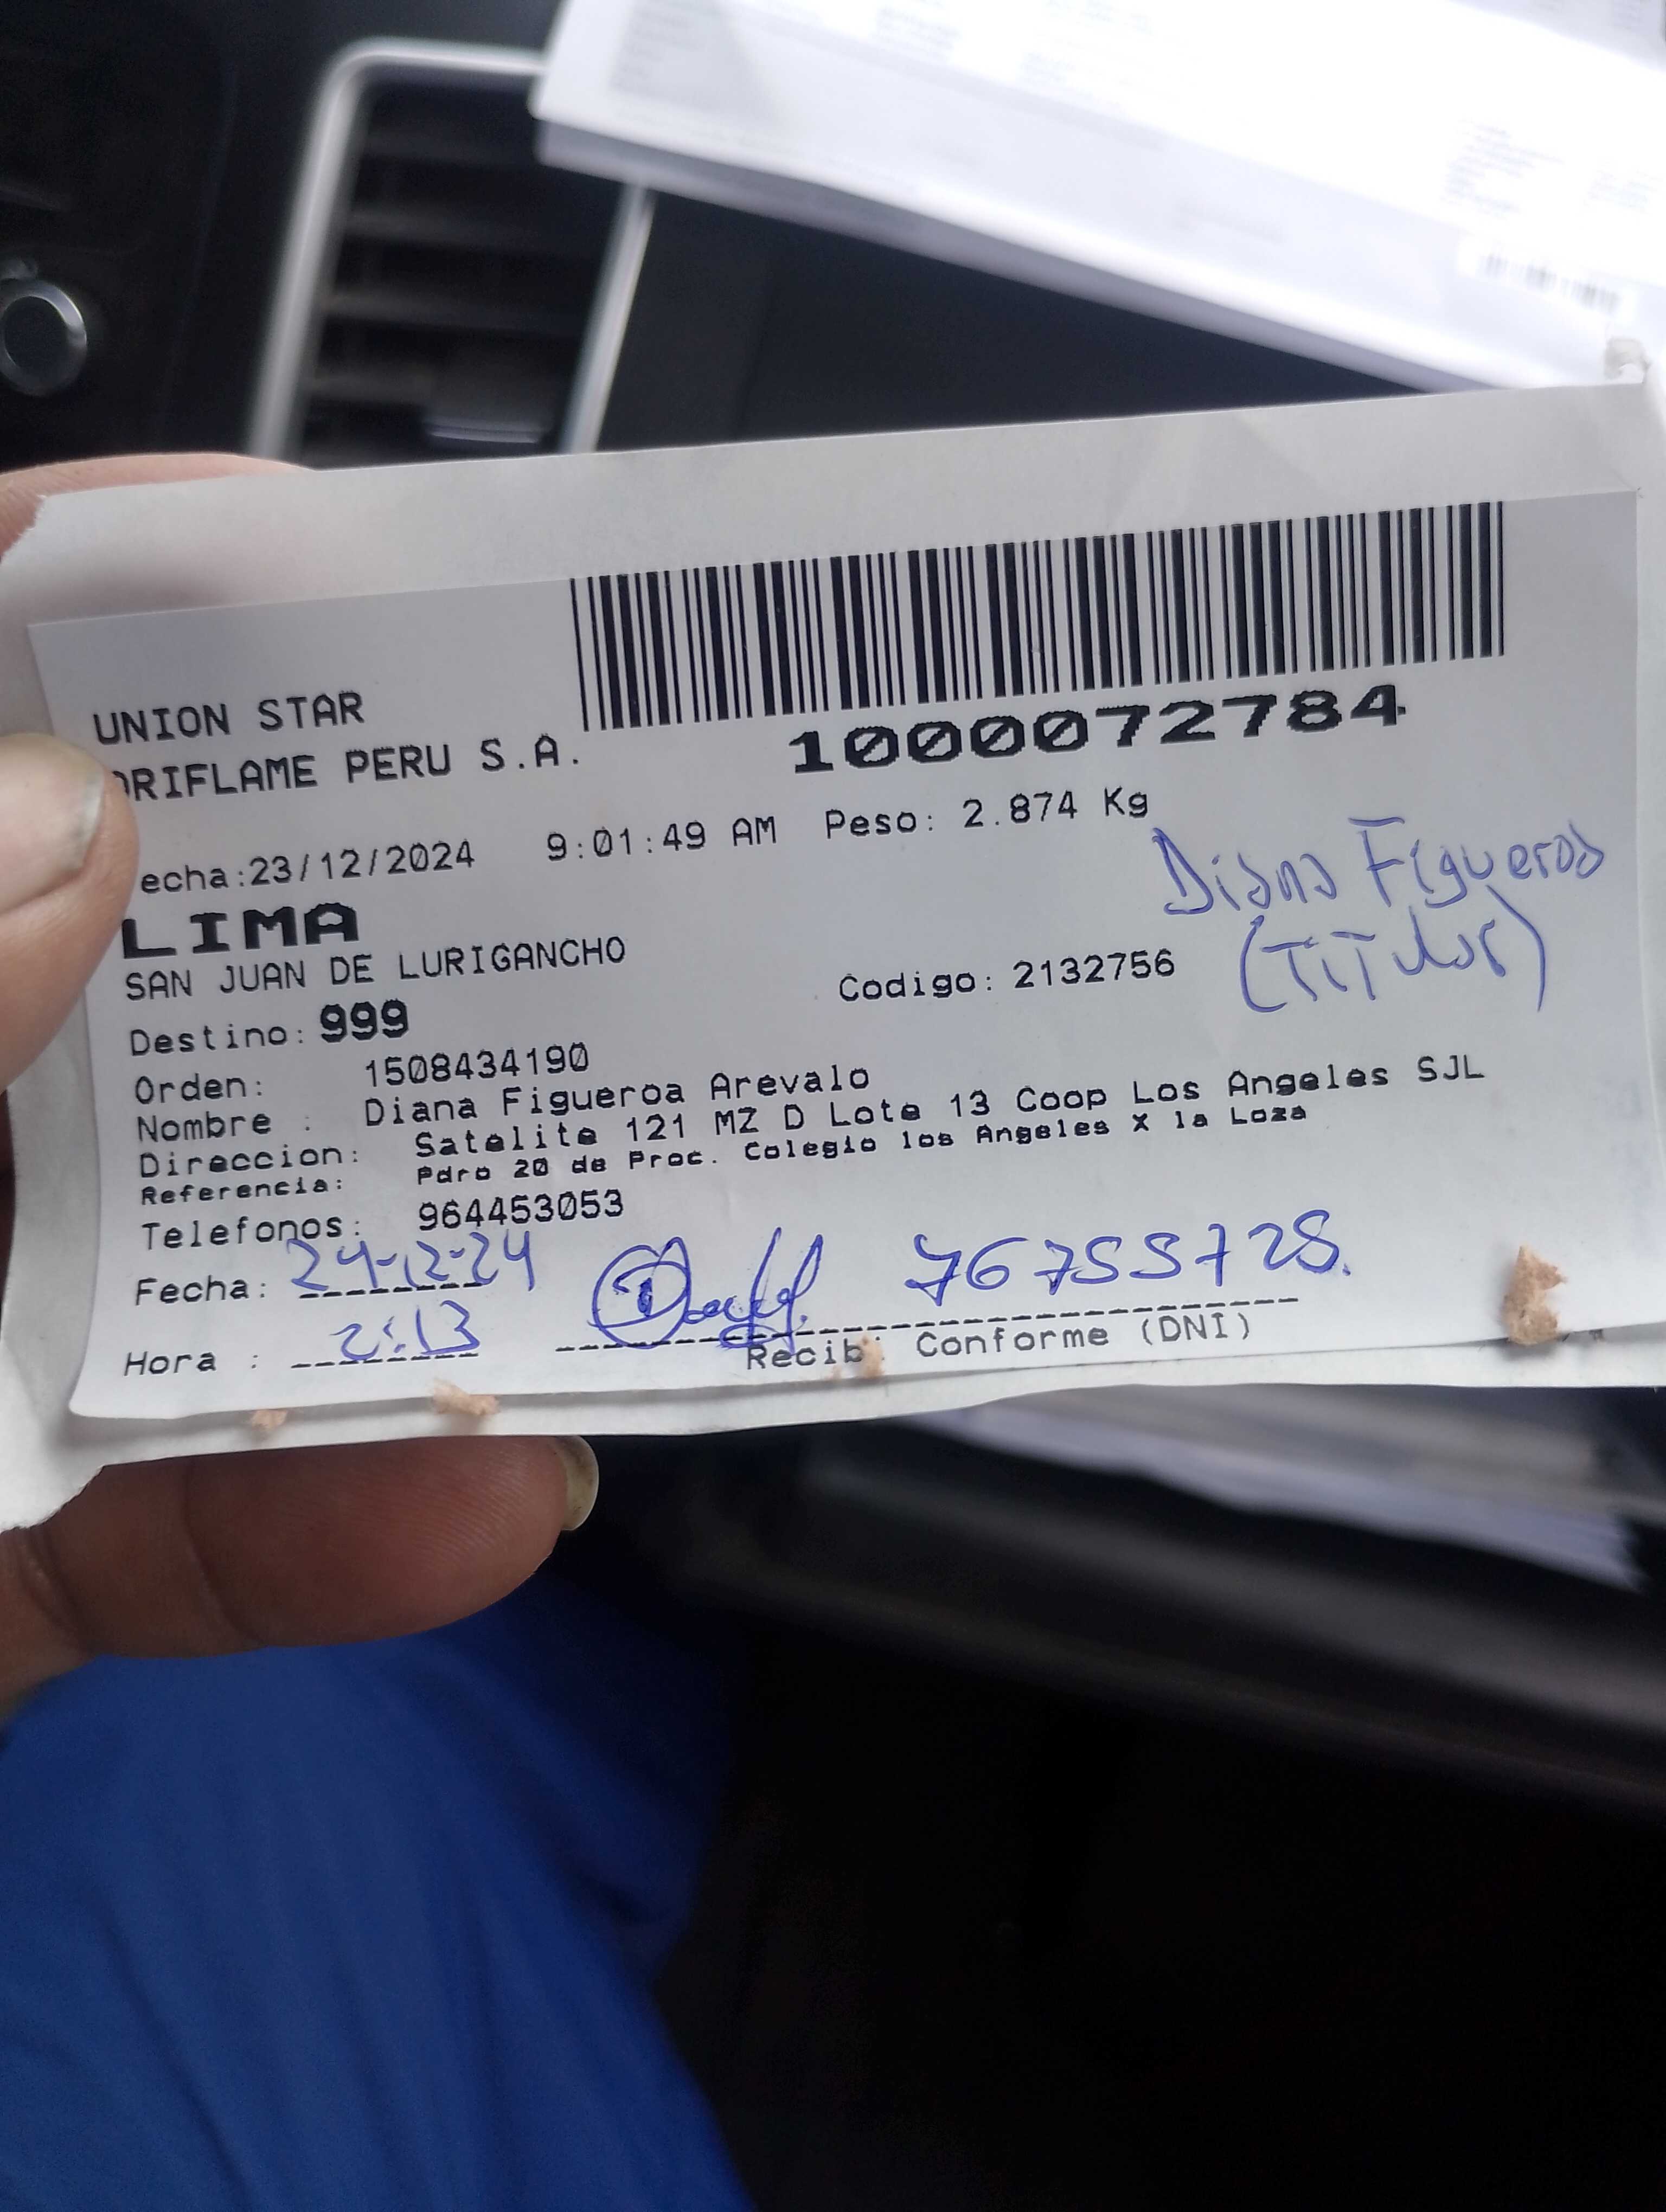 UNION STAR
ORIFLAME PERU S.A.
1000072784
echa:23/12/2024 9:01:49 AM Peso: 2.874 Kg
LIMA
Diana Figueroa
(TiTular)
SAN JUAN DE LURIGANCHO
Codigo: 2132756
Destino: 999
Orden: 1508434190
Nombre : Diana Figueroa Arevalo
Direccion: Satelite 121 MZ D Lote 13 Coop Los Angeles SJL
Referencia: Pdro 20 de Proc. Colegio los Angeles X la Loza
Telefonos: 964453053
Fecha: 24-12-24
76755728.
Hora : 2:13
Recibi Conforme (DNI)